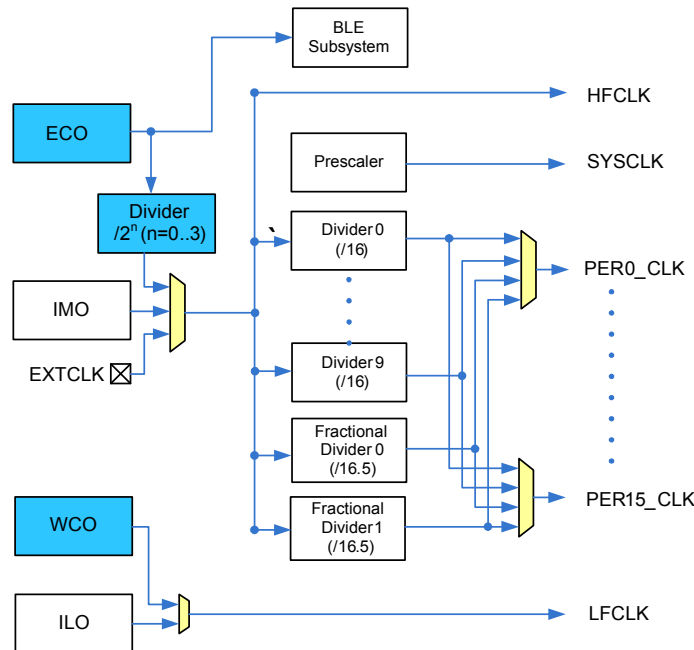 BLE
Subsystem
ECO
HFCLK
Prescaler
SYSCLK
Divider
/2ⁿ (n=0..3)
`
Divider 0
(/16)
PER0_CLK
IMO
EXTCLK
Divider 9
(/16)
Fractional
Divider 0
(/16.5)
PER15_CLK
WCO
Fractional
Divider 1
(/16.5)
LFCLK
ILO